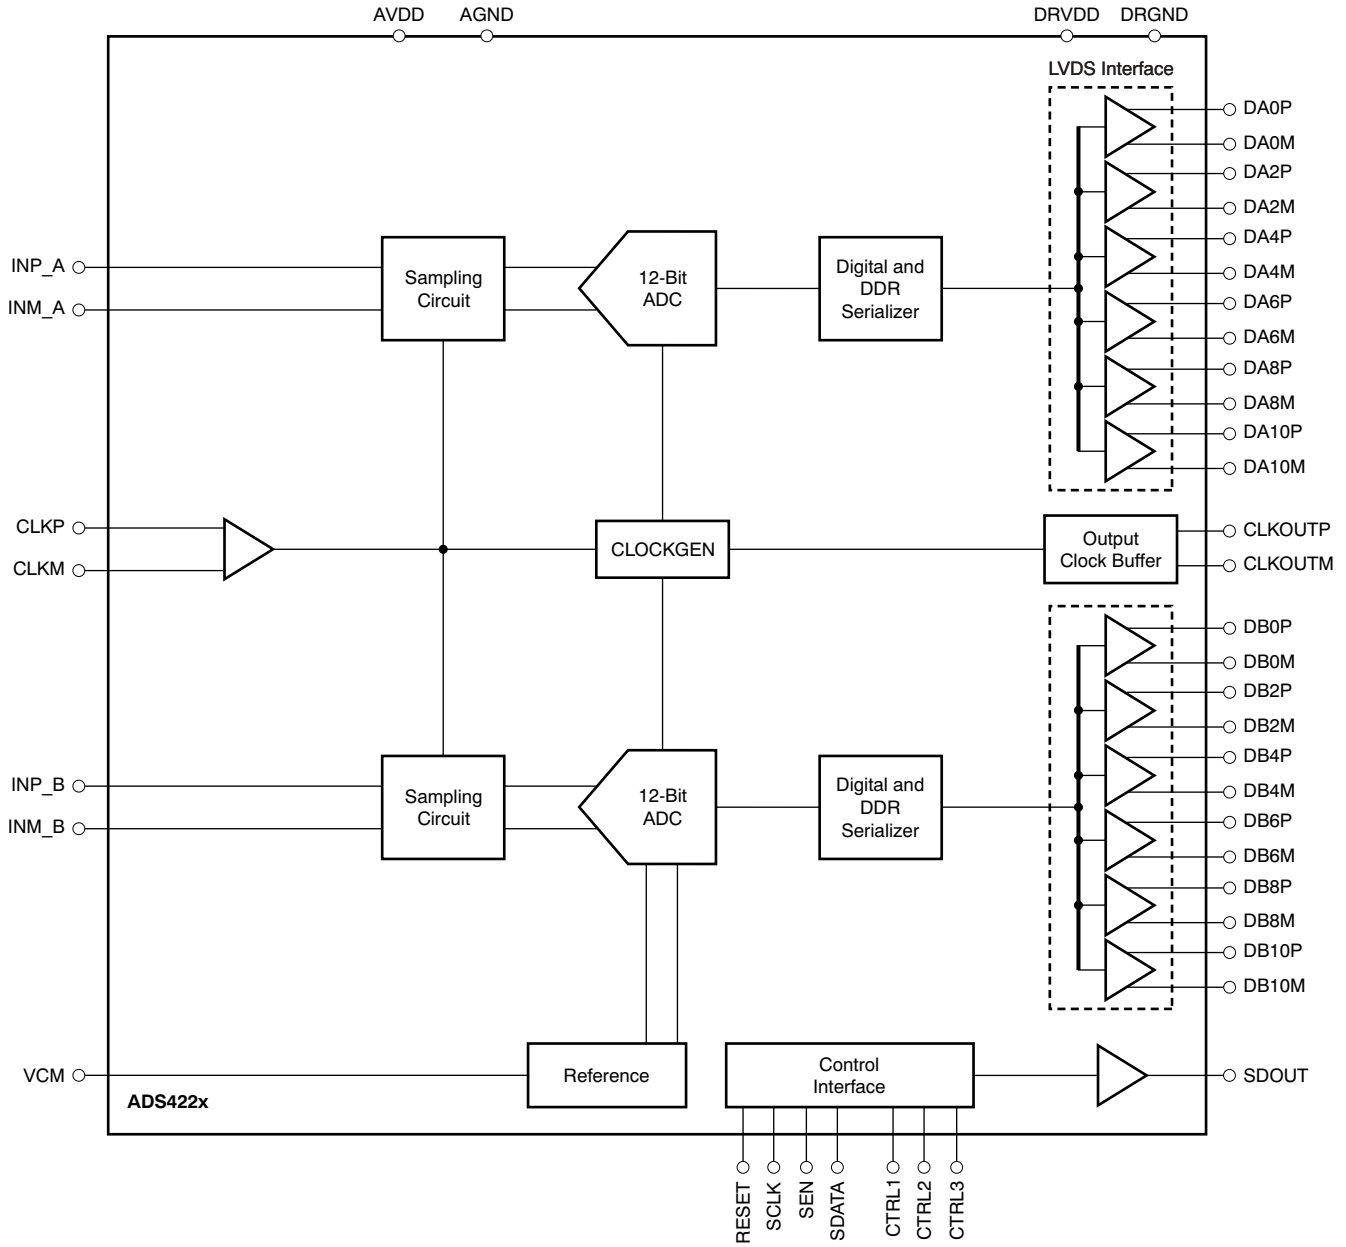 AVDD
AGND
DRVDD
DRGND
LVDS Interface
DA0P
DA0M
DA2P
DA2M
DA4P
DA4M
DA6P
DA6M
DA8P
DA8M
DA10P
DA10M
INP_A
INM_A
Sampling
Circuit
12-Bit
ADC
Digital and
DDR
Serializer
CLKP
CLKM
CLOCKGEN
Output
Clock Buffer
CLKOUTP
CLKOUTM
INP_B
INM_B
Sampling
Circuit
12-Bit
ADC
Digital and
DDR
Serializer
DB0P
DB0M
DB2P
DB2M
DB4P
DB4M
DB6P
DB6M
DB8P
DB8M
DB10P
DB10M
VCM
Reference
Control
Interface
SDOUT
ADS422x
RESET
SCLK
SEN
SDATA
CTRL1
CTRL2
CTRL3